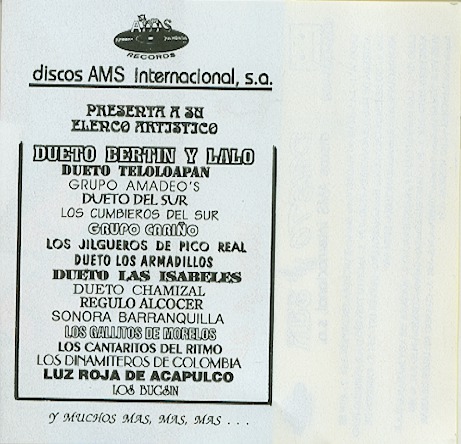 AMS
RECORDS
discos AMS Internacional, s.a.
PRESENTA A SU
ELENCO ARTISTICO
DUETO BERTIN Y LALO
DUETO TELOLOAPAN
GRUPO AMADEO'S
DUETO DEL SUR
LOS CUMBIEROS DEL SUR
GRUPO CARIÑO
LOS JILGUEROS DE PICO REAL
DUETO LOS ARMADILLOS
DUETO LAS ISABELES
DUETO CHAMIZAL
REGULO ALCOCER
SONORA BARRANQUILLA
LOS GALLITOS DE MORELOS
LOS CANTARITOS DEL RITMO
LOS DINAMITEROS DE COLOMBIA
LUZ ROJA DE ACAPULCO
LOS BUGSIN
Y MUCHOS MAS, MAS, MAS . . .